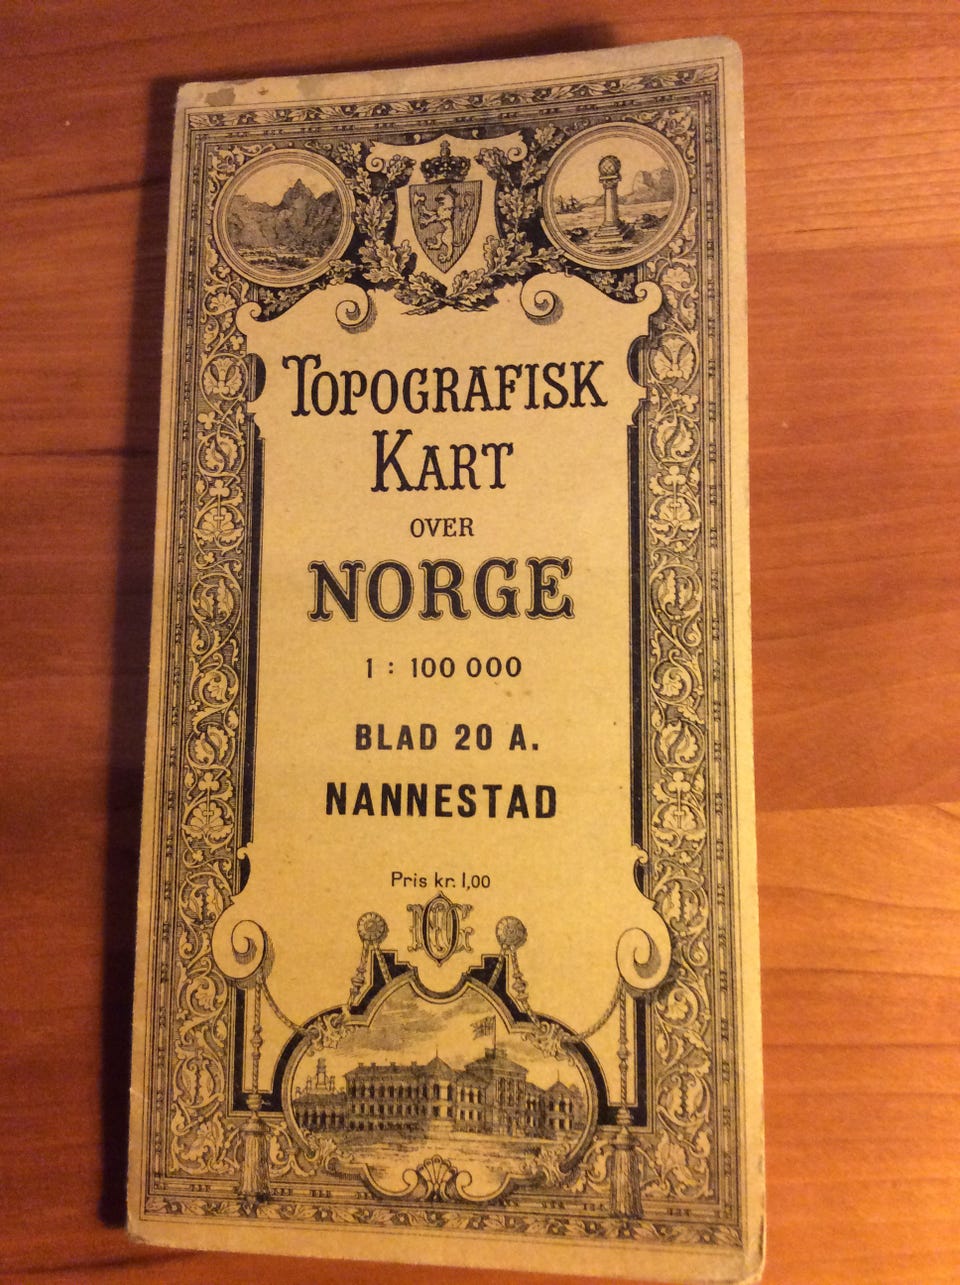 TOPOGRAFISK
KART
OVER
NORGE
1 : 100 000
BLAD 20 A.
NANNESTAD
Pris kr. 1,00